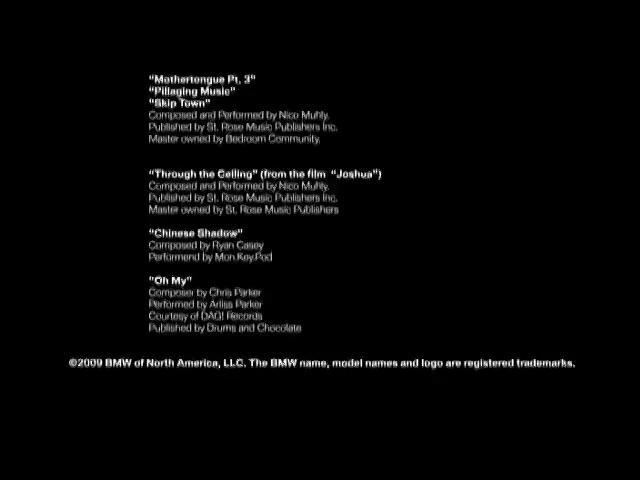 "Mothertongue Pt. 3"
"Pillaging Music"
"Skip Town"
Composed and Performed by Nico Muhly.
Published by St. Rose Music Publishers Inc.
Master owned by Bedroom Community.
"Through the Ceiling" (from the film "Joshua")
Composed and Performed by Nico Muhly.
Published by St. Rose Music Publishers Inc.
Master owned by St. Rose Music Publishers
"Chinese Shadow"
Composed by Ryan Casey
Performend by Mon.Key.Pod
"Oh My"
Composer by Chris Parker
Performed by Arliss Parker
Courtesy of DAG! Records
Published by Drums and Chocolate
©2009 BMW of North America, LLC. The BMW name, model names and logo are registered trademarks.